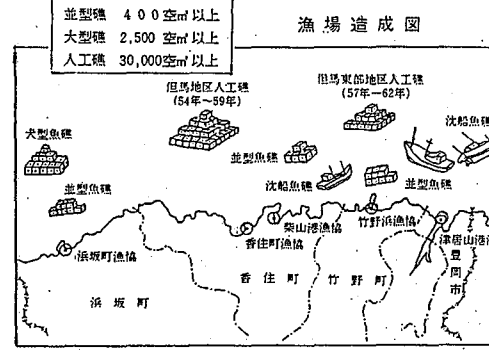 並型礁 400空㎥以上
大型礁 2,500空㎥以上
人工礁 30,000空㎥以上
漁場造成図
但馬地区人工礁
(54年~59年)
但馬東部地区人工礁
(57年~62年)
沈船魚礁
大型魚礁
並型魚礁
並型魚礁
沈船魚礁
並型魚礁
浜坂町漁協
香住町漁協
柴山港漁協
竹野浜漁協
津居山港漁
浜坂町
香住町
竹野町
豊岡市